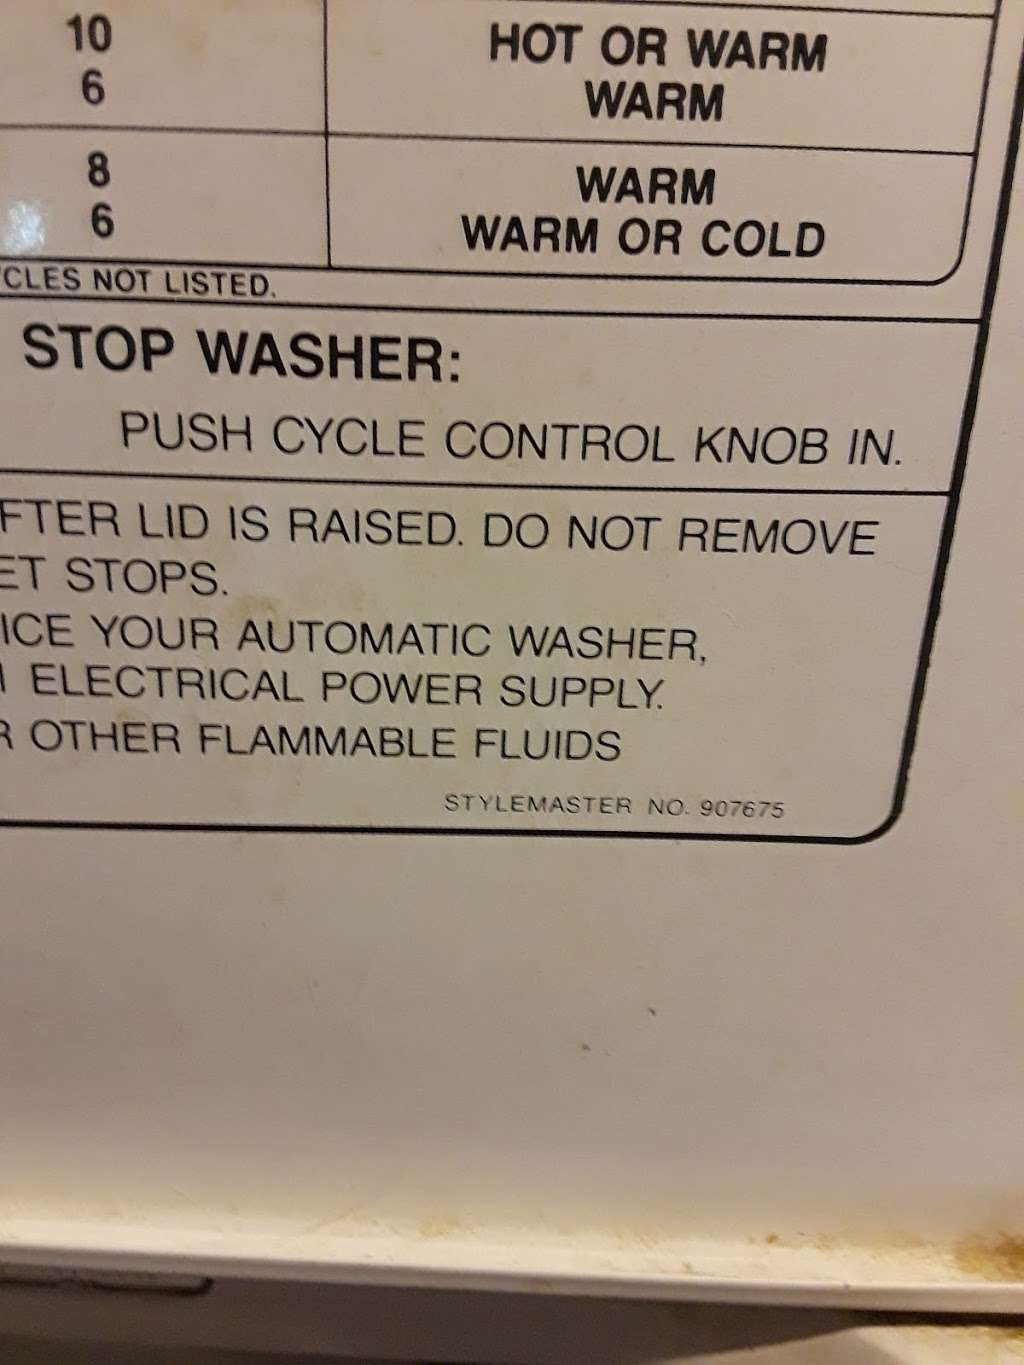 10 HOT OR WARM
6 WARM
8 WARM
6 WARM OR COLD
CLES NOT LISTED.
STOP WASHER:
PUSH CYCLE CONTROL KNOB IN.
FTER LID IS RAISED. DO NOT REMOVE
ET STOPS.
ICE YOUR AUTOMATIC WASHER,
ELECTRICAL POWER SUPPLY.
R OTHER FLAMMABLE FLUIDS
STYLEMASTER NO. 907675